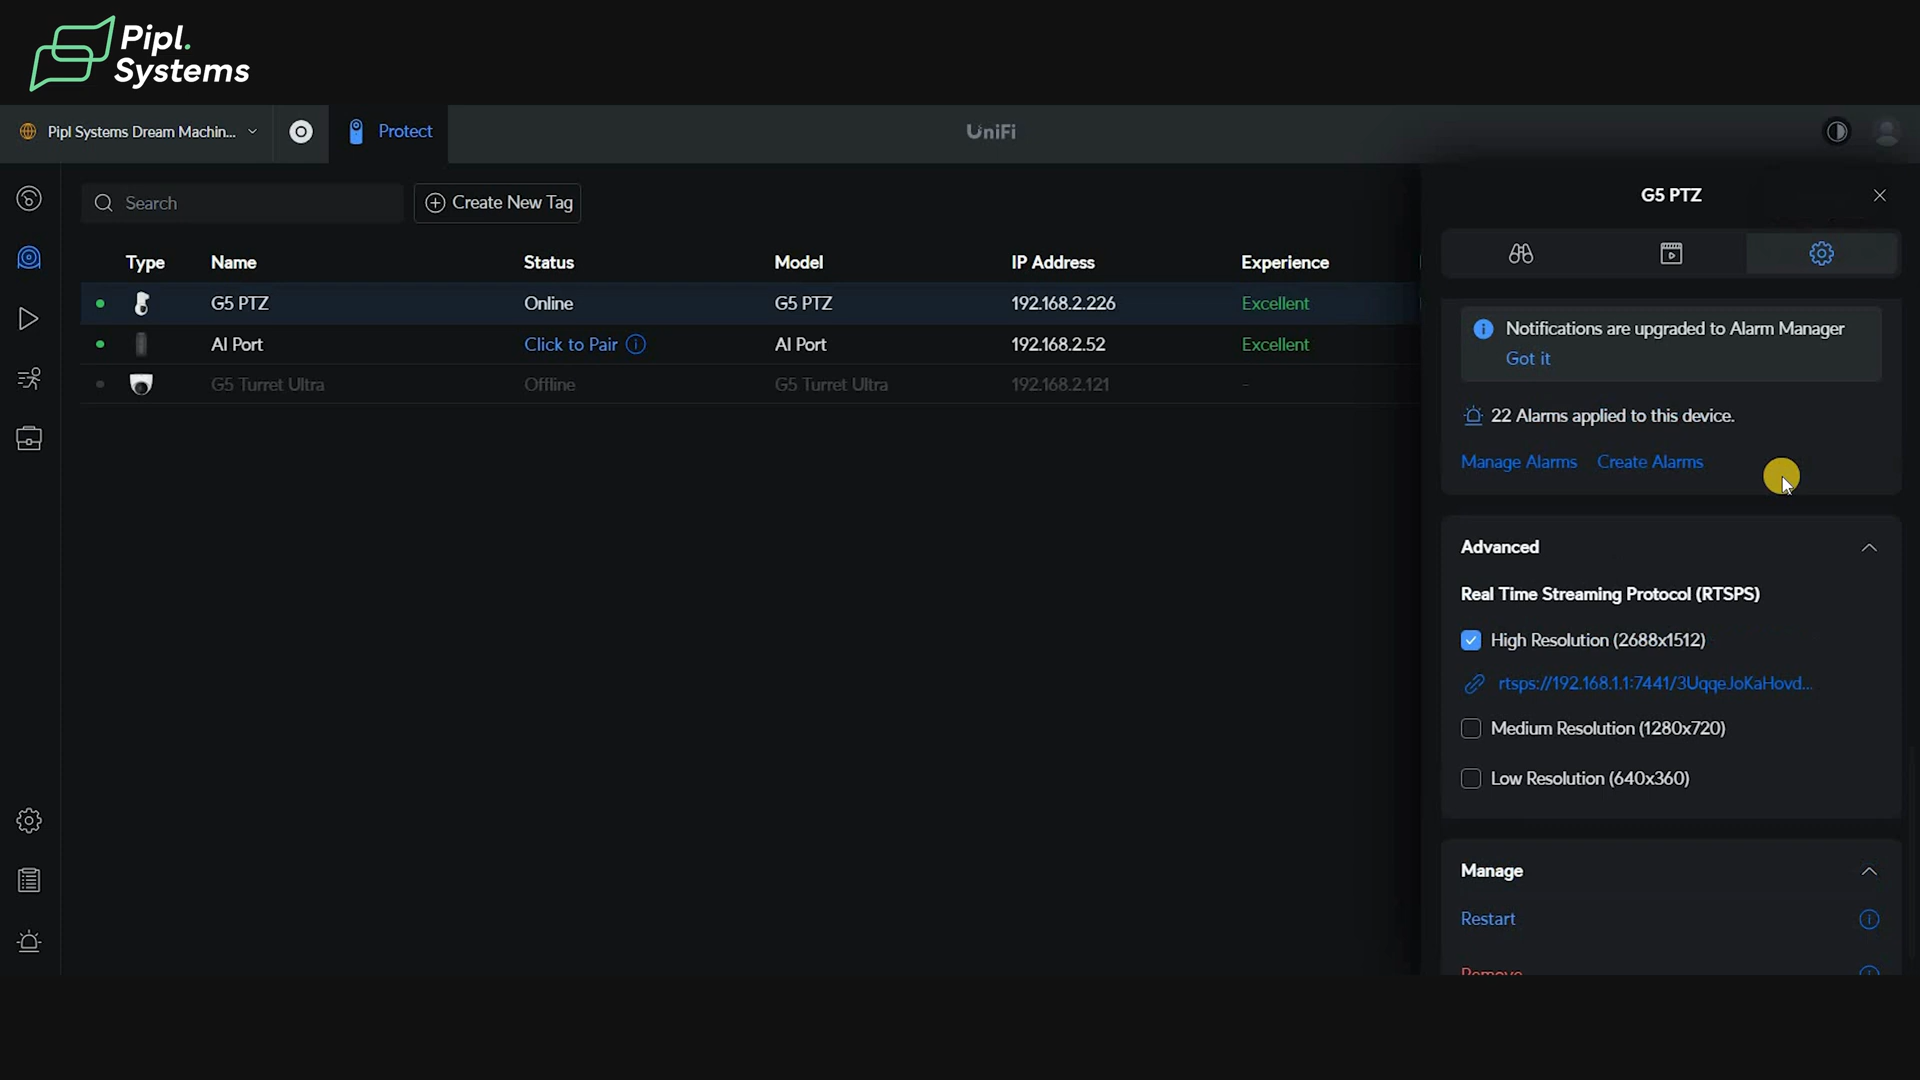 Pipl.
Systems
Pipl Systems Dream Machin...
Protect
UniFi
Search
Create New Tag
Type Name Status Model IP Address Experience
G5 PTZ Online G5 PTZ 192.168.2.226 Excellent
AI Port Click to Pair AI Port 192.168.2.52 Excellent
G5 Turret Ultra Offline G5 Turret Ultra 192.168.2.121 -
G5 PTZ
Notifications are upgraded to Alarm Manager
Got it
22 Alarms applied to this device.
Manage Alarms Create Alarms
Advanced
Real Time Streaming Protocol (RTSPS)
High Resolution (2688x1512)
rtsps://192.168.1.1:7441/3UqqeJoKaHovd...
Medium Resolution (1280x720)
Low Resolution (640x360)
Manage
Restart
Remove